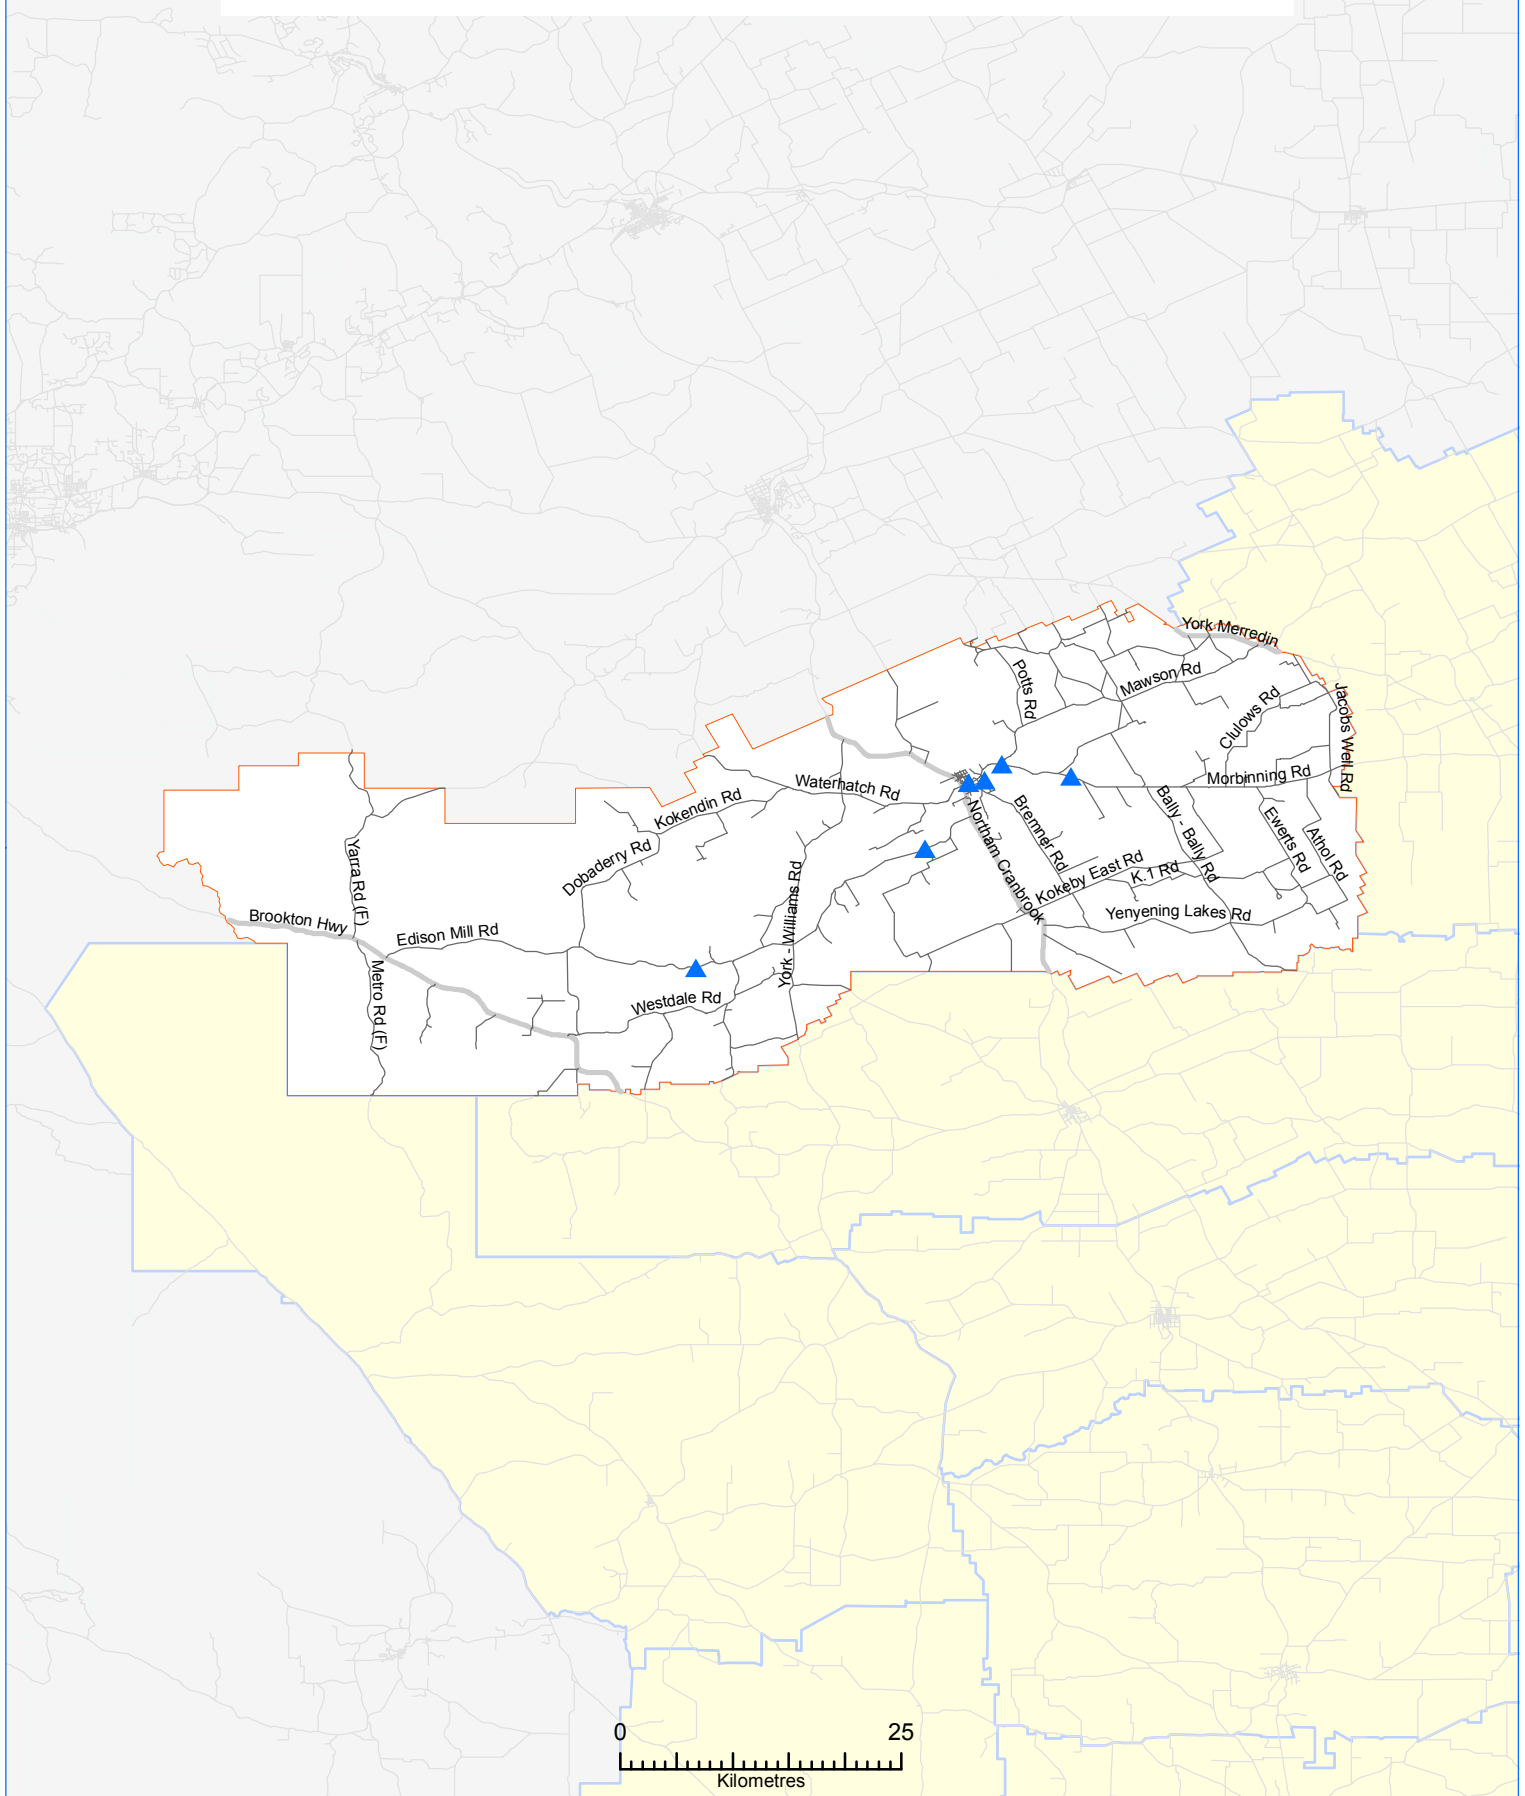 York Merredin
Potts Rd
Mawson Rd
Jacobs Well Rd
Clulows Rd
Morbinning Rd
Waterhatch Rd
Kokendin Rd
Bally - Bally Rd
Bremner Rd
Northam Cranbrook
Ewerts Rd
Athol Rd
Dobaderry Rd
Yarra Rd (F)
Kokeby East Rd
K.1 Rd
York - Williams Rd
Yenyening Lakes Rd
Brookton Hwy
Edison Mill Rd
Metro Rd (F)
Westdale Rd
0 25
Kilometres